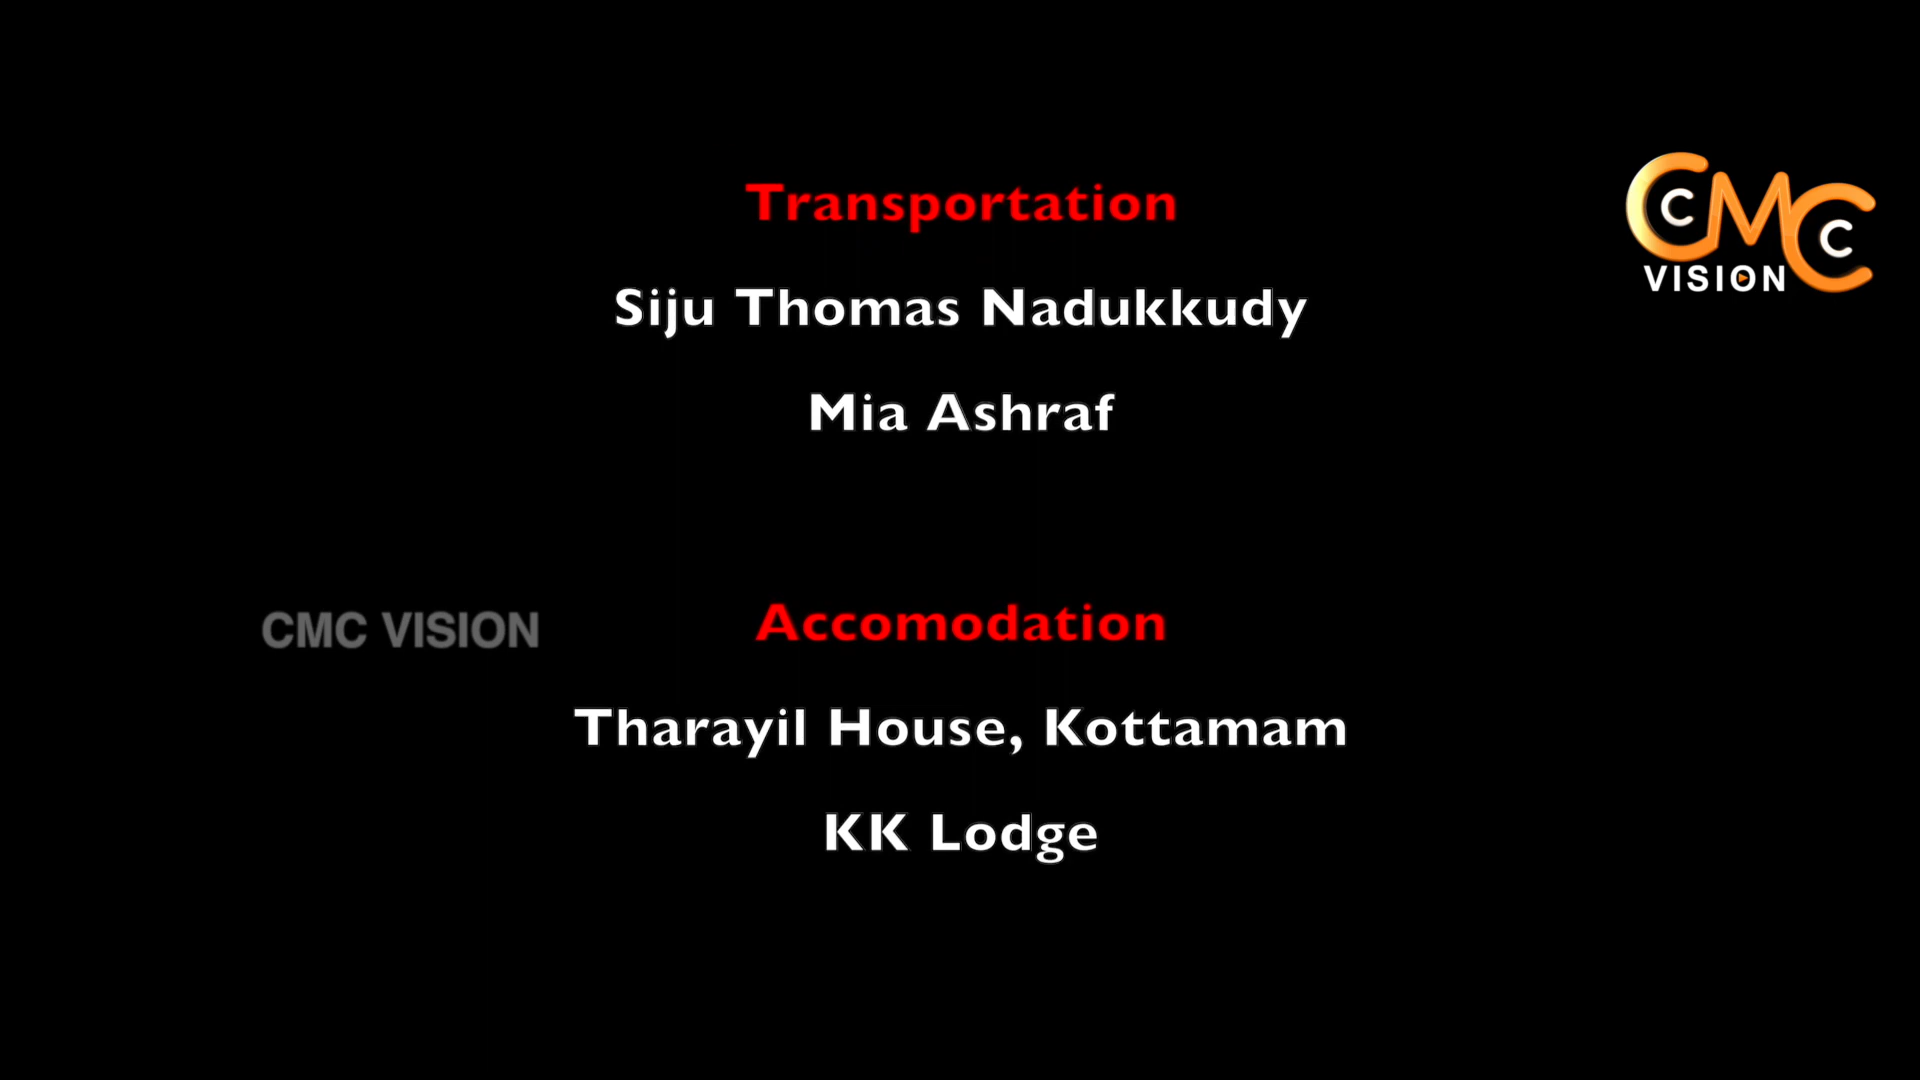 Transportation
Siju Thomas Nadukkudy
Mia Ashraf
CMC
C C
VISION
CMC VISION
Accomodation
Tharayil House, Kottamam
KK Lodge